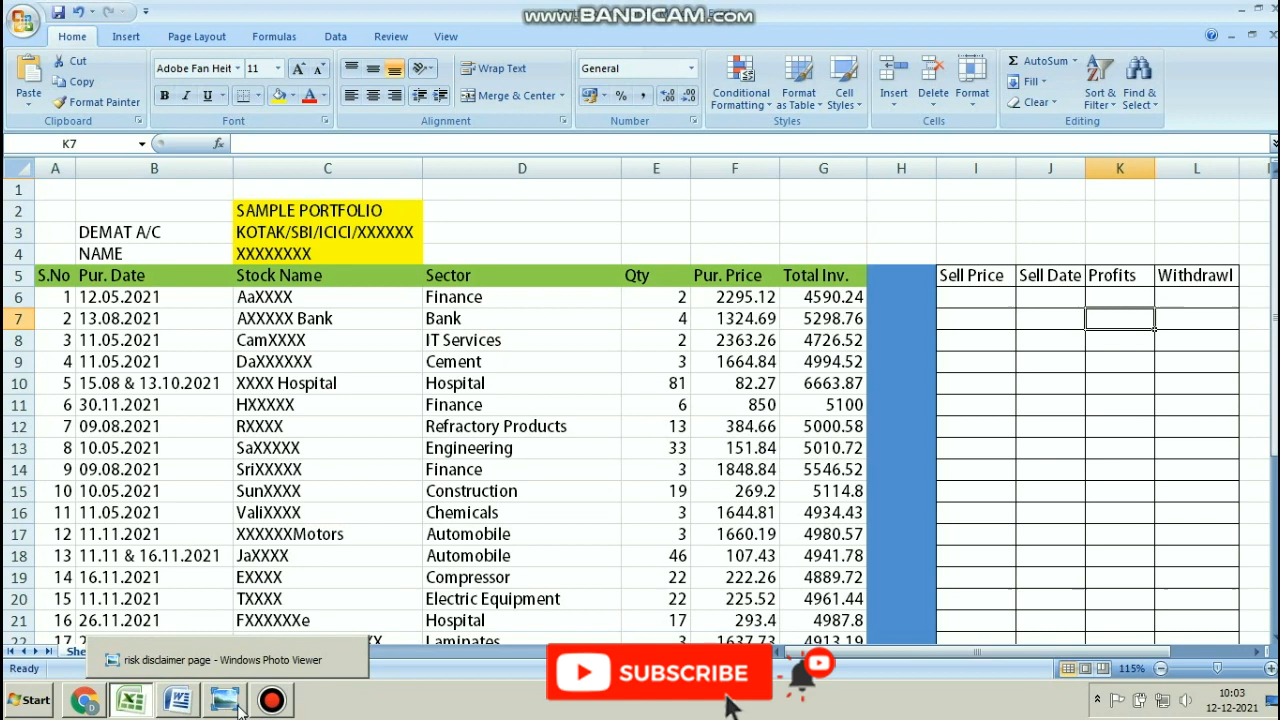 www.BANDICAM.com
Home Insert Page Layout Formulas Data Review View
Paste Cut Copy Format Painter Clipboard
Adobe Fan Heit 11 A A B I U A Font
Wrap Text Merge & Center Alignment
General % , Number
Conditional Formatting Format as Table Cell Styles Styles
Insert Delete Format Cells
Σ AutoSum Fill Clear Sort & Filter Find & Select Editing
K7 fx
A B C D E F G H I J K L
1
2 SAMPLE PORTFOLIO
3 DEMAT A/C KOTAK/SBI/ICICI/XXXXXX
4 NAME XXXXXXXX
5 S.No Pur. Date Stock Name Sector Qty Pur. Price Total Inv. Sell Price Sell Date Profits Withdrawl
6 1 12.05.2021 AaXXXX Finance 2 2295.12 4590.24
7 2 13.08.2021 AXXXXX Bank Bank 4 1324.69 5298.76
8 3 11.05.2021 CamXXXX IT Services 2 2363.26 4726.52
9 4 11.05.2021 DaXXXXXX Cement 3 1664.84 4994.52
10 5 15.08 & 13.10.2021 XXXX Hospital Hospital 81 82.27 6663.87
11 6 30.11.2021 HXXXXX Finance 6 850 5100
12 7 09.08.2021 RXXXX Refractory Products 13 384.66 5000.58
13 8 10.05.2021 SaXXXXX Engineering 33 151.84 5010.72
14 9 09.08.2021 SriXXXXX Finance 3 1848.84 5546.52
15 10 10.05.2021 SunXXXX Construction 19 269.2 5114.8
16 11 11.05.2021 ValiXXXX Chemicals 3 1644.81 4934.43
17 12 11.11.2021 XXXXXXMotors Automobile 3 1660.19 4980.57
18 13 11.11 & 16.11.2021 JaXXXX Automobile 46 107.43 4941.78
19 14 16.11.2021 EXXXX Compressor 22 222.26 4889.72
20 15 11.11.2021 TXXXX Electric Equipment 22 225.52 4961.44
21 16 26.11.2021 FXXXXXXe Hospital 17 293.4 4987.8
22 17 Laminates 3 1637.73 4913.19
risk disclaimer page - Windows Photo Viewer
SUBSCRIBE
Ready 115%
Start 10:03
12-12-2021